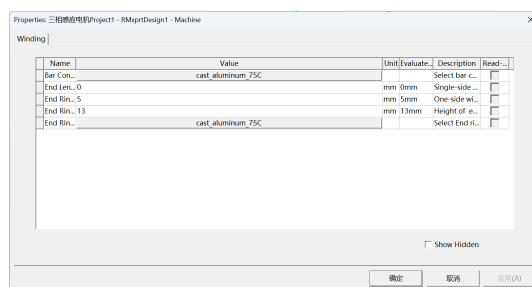 Properties: 三相感应电机Project1 - RMxprtDesign1 - Machine
Winding
Name Value Unit Evaluate... Description Read-...
Bar Con... cast_aluminum_75C Select bar c...
End Len... 0 mm 0mm Single-side ...
End Rin... 5 mm 5mm One-side wi...
End Rin... 13 mm 13mm Height of e...
End Rin... cast_aluminum_75C Select End ri...
Show Hidden
确定 取消 应用(A)